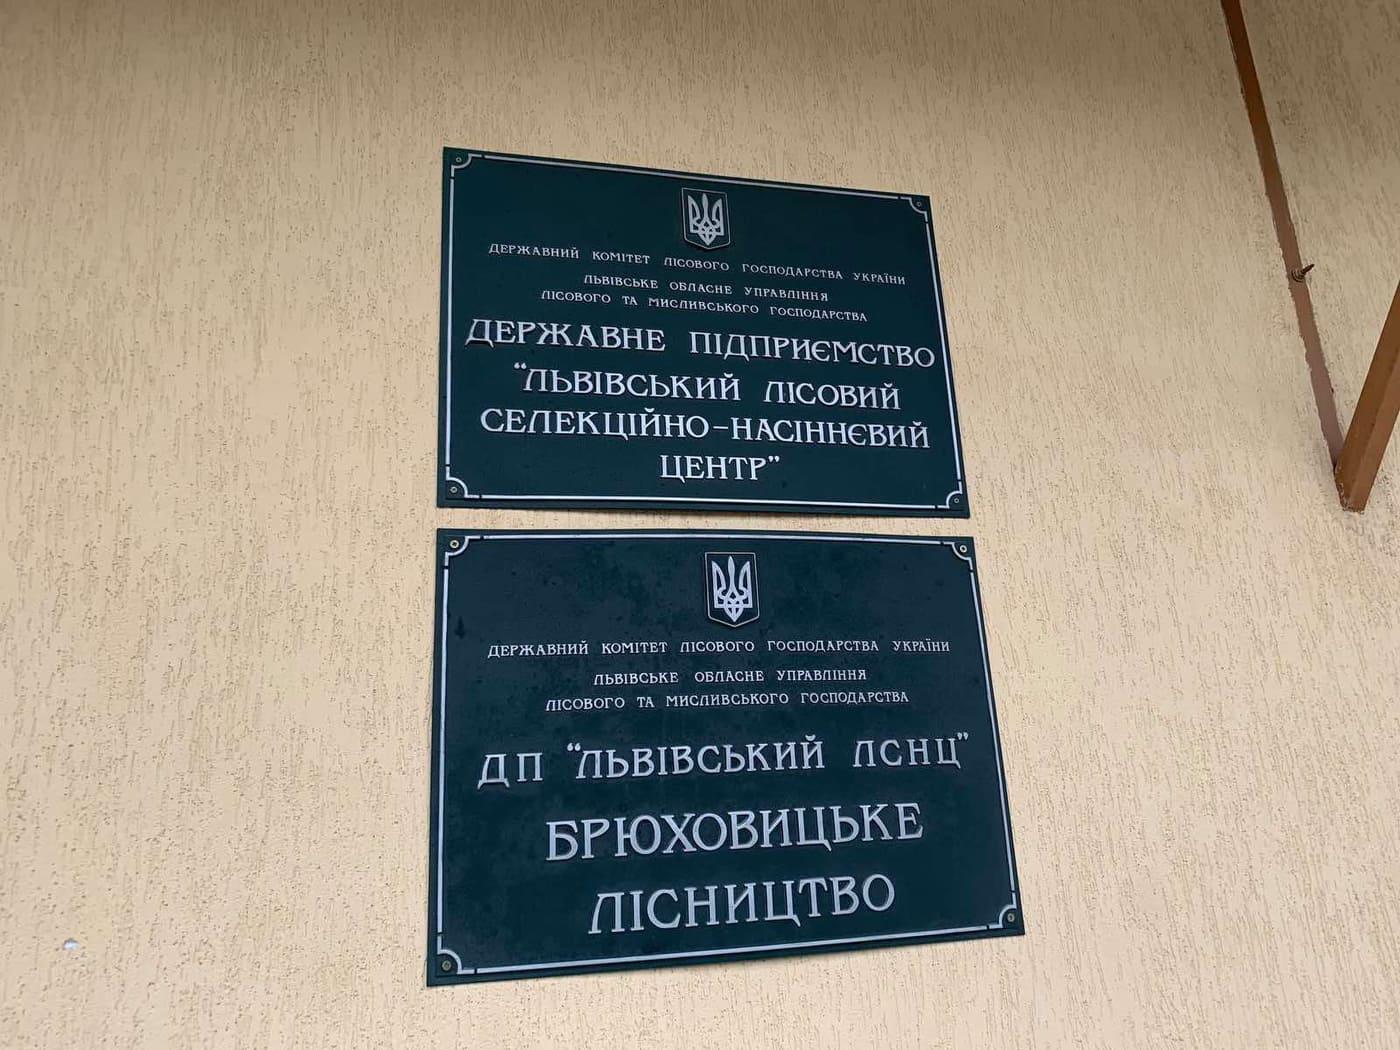 ДЕРЖАВНИЙ КОМІТЕТ ЛІСОВОГО ГОСПОДАРСТВА УКРАЇНИ
ЛЬВІВСЬКЕ ОБЛАСНЕ УПРАВЛІННЯ
ЛІСОВОГО ТА МИСЛИВСЬКОГО ГОСПОДАРСТВА
ДЕРЖАВНЕ ПІДПРИЄМСТВО
“ЛЬВІВСЬКИЙ ЛІСОВИЙ
СЕЛЕКЦІЙНО-НАСІННЄВИЙ
ЦЕНТР”
ДЕРЖАВНИЙ КОМІТЕТ ЛІСОВОГО ГОСПОДАРСТВА УКРАЇНИ
ЛЬВІВСЬКЕ ОБЛАСНЕ УПРАВЛІННЯ
ЛІСОВОГО ТА МИСЛИВСЬКОГО ГОСПОДАРСТВА
ДП “ЛЬВІВСЬКИЙ ЛСНЦ”
БРЮХОВИЦЬКЕ
ЛІСНИЦТВО